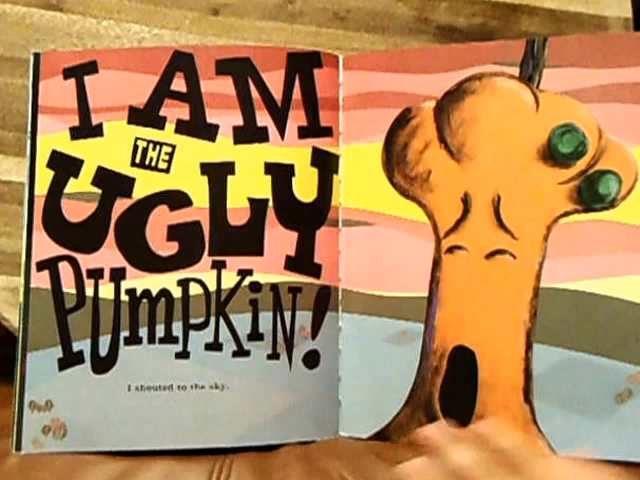 I AM
THE
UGLY
PUmPKiN!
I shouted to the sky.